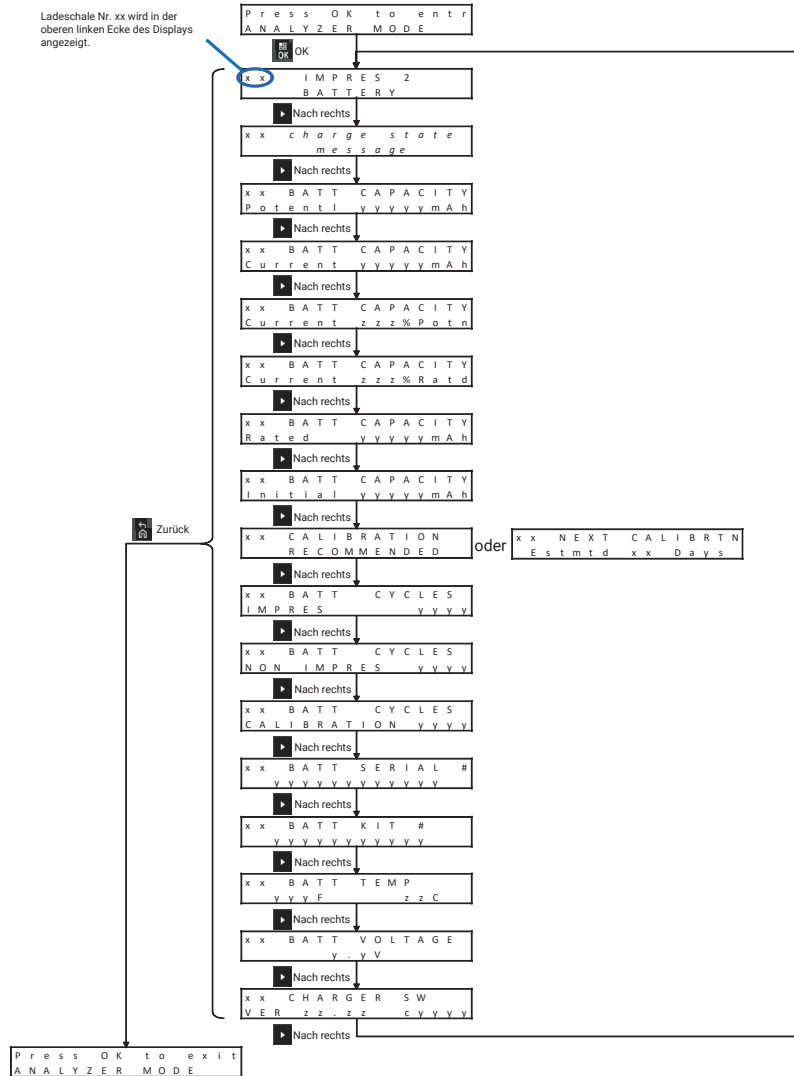 Ladeschale Nr. xx wird in der
oberen linken Ecke des Displays
angezeigt.
Press OK to entr
ANALYZER MODE
OK
OK
xx IMPRES 2
BATTERY
Nach rechts
xx charge state
message
Nach rechts
xx BATT CAPACITY
Potentl yyyyymAh
Nach rechts
xx BATT CAPACITY
Current yyyyymAh
Nach rechts
xx BATT CAPACITY
Current zzz%Potn
Nach rechts
xx BATT CAPACITY
Current zzz%Ratd
Nach rechts
xx BATT CAPACITY
Rated yyyyymAh
Nach rechts
xx BATT CAPACITY
Initial yyyyymAh
Nach rechts
Zurück
xx CALIBRATION
RECOMMENDED
oder
xx NEXT CALIBRTN
Estmtd xx Days
Nach rechts
xx BATT CYCLES
IMPRES yyyy
Nach rechts
xx BATT CYCLES
NON IMPRES yyyy
Nach rechts
xx BATT CYCLES
CALIBRATION yyyy
Nach rechts
xx BATT SERIAL #
yyyyyyyyyyy
Nach rechts
xx BATT KIT #
yyyyyyyyyy
Nach rechts
xx BATT TEMP
yyyF zzC
Nach rechts
xx BATT VOLTAGE
y.yV
Nach rechts
xx CHARGER SW
VER zz.zz cyyyy
Nach rechts
Press OK to exit
ANALYZER MODE